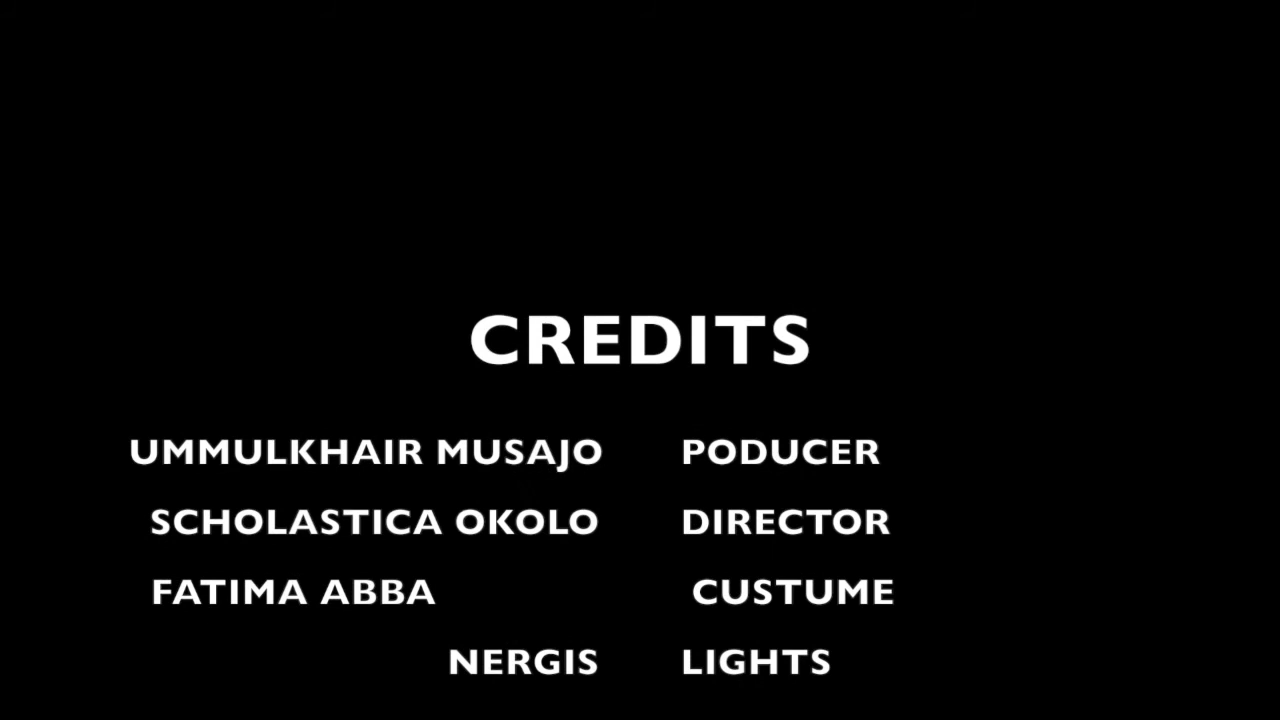 CREDITS
UMMULKHAIR MUSAJO PODUCER
SCHOLASTICA OKOLO DIRECTOR
FATIMA ABBA CUSTUME
NERGIS LIGHTS